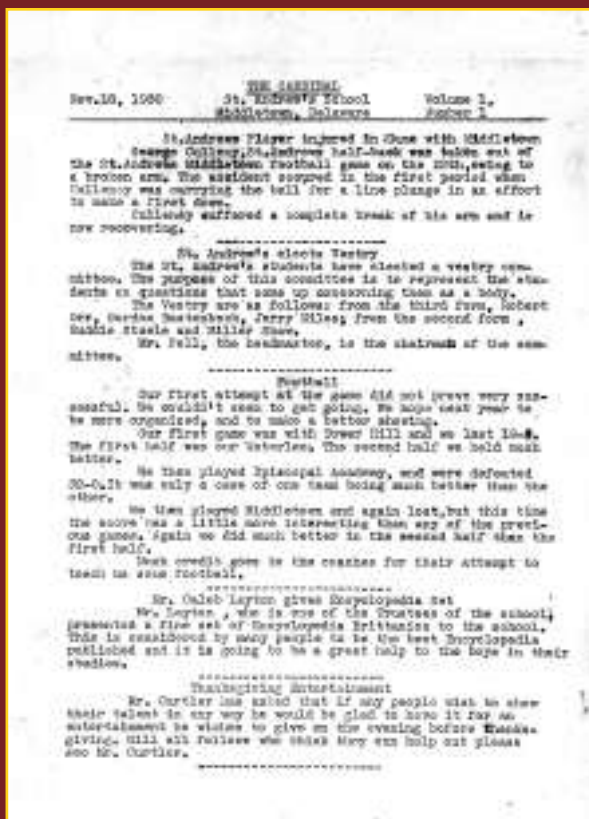 THE CARDINAL
Nov.18, 1930 St. Andrew's School Volume 1,
Middletown, Delaware Number 1
St.Andrews Player injured in Game with Middletown
George Cullency,St.Andrews half-back was taken out of
the St.Andrews Middletown football game on the owing to
a broken arm. The accident occured in the first period when
Cullency was carrying the ball for a line plunge in an effort
to make a first down.
Cullency suffered a complete break of his arm and is
now recovering.
St. Andrew's elects Vestry
The St. Andrew's students have elected a vestry com-
mittee. The purpose of this committee is to represent the stu-
dents on questions that come up concerning them as a body.
The Vestry are as follows: from the third form, Robert
Jerry from the second form ,
Steele and
Mr. Pell, the headmaster, is the chairman of the com-
mittee.
Football
Our first attempt at the game did not prove very suc-
cessful. We couldn't seem to get going. We hope next year to
be more organized, and to make a better showing.
Our first game was with Tower Hill and we lost
The first half was our Waterloo. The second half we held much
better.
We then played Episcopal Academy, and were defeated
It was only a case of one team being much better than the
other.
We then played Middletown and again lost,but this time
the score was a little more interesting than any of the previ-
ous games. Again we did much better in the second half than the
first half.
Much credit goes to the coaches for their attempt to
teach us some football.
Mr. Caleb Layton gives Encyclopedia Set
Mr. Layton , who is one of the Trustees of the school,
presented a fine set of Encyclopedia Brittanica to the school.
This is considered by many people to be the best Encyclopedia
published and it is going to be a great help to the boys in their
studies.
Thanksgiving Entertainment
Mr. Curtler has asked that if any people wish to show
their talent in any way he would be glad to have it for an
entertainment he wishes to give on the evening before Thanks-
giving. Will all fellows who think they can help out please
see Mr. Curtler.